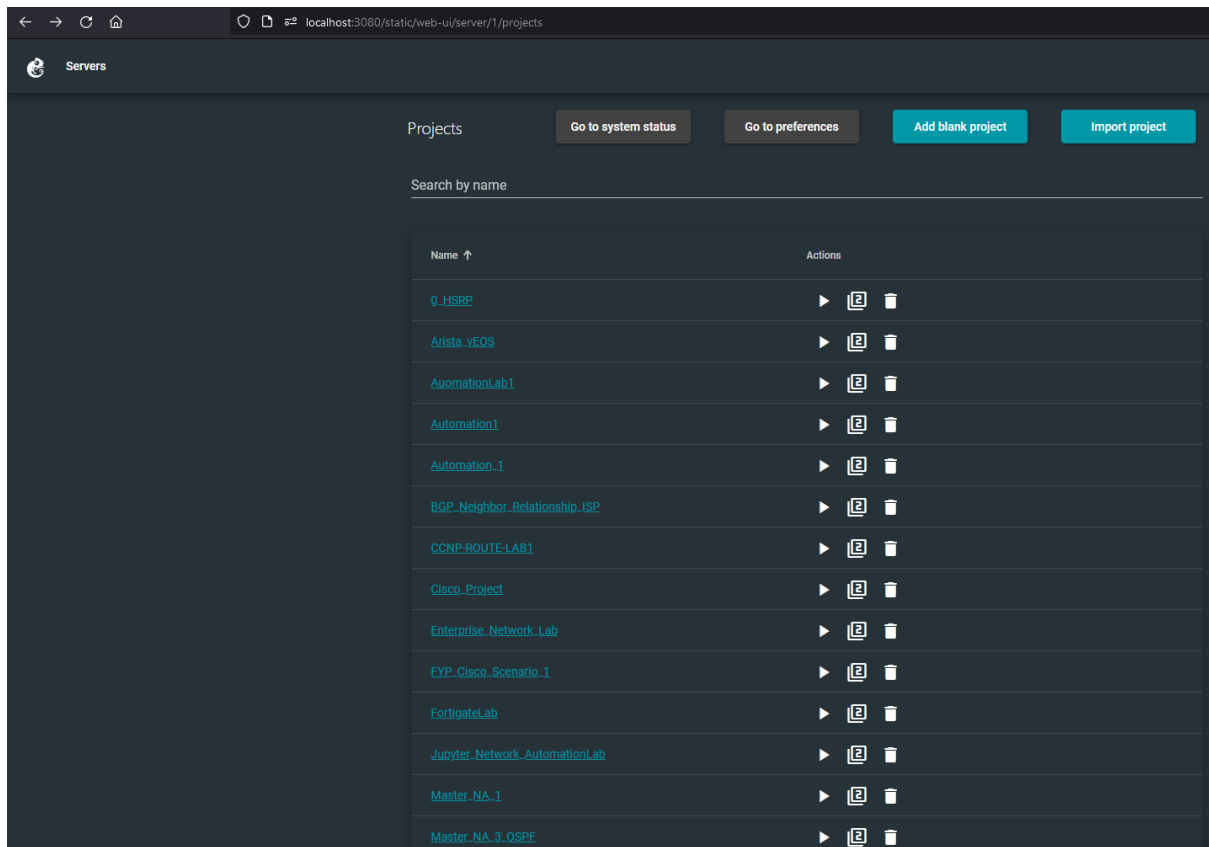 localhost:3080/static/web-ui/server/1/projects
Servers
Projects Go to system status Go to preferences Add blank project Import project
Search by name
Name Actions
0_HSRP
Arista_vEOS
AuomationLab1
Automation1
Automation_1
BGP_Neighbor_Relationship_ISP
CCNP-ROUTE-LAB1
Cisco_Project
Enterprise_Network_Lab
FYP_Cisco_Scenario_1
FortigateLab
Jupyter_Network_AutomationLab
Master_NA_1
Master_NA_3_OSPF